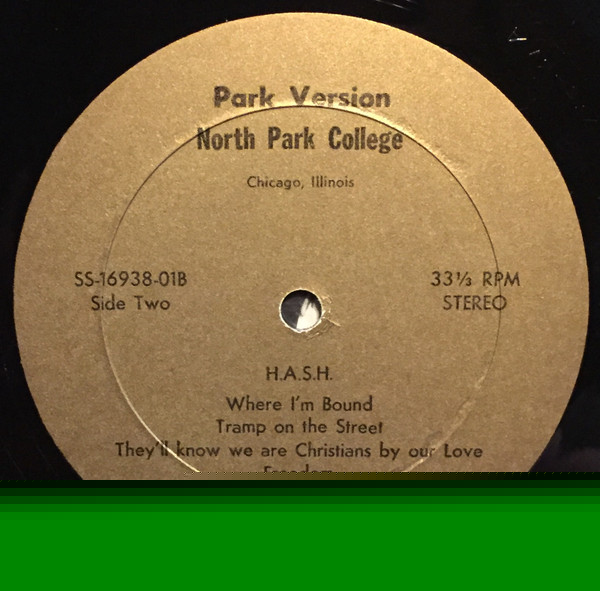 Park Version
North Park College
Chicago, Illinois
SS-16938-01B
Side Two
33⅓ RPM
STEREO
H.A.S.H.
Where I'm Bound
Tramp on the Street
They'll know we are Christians by our Love